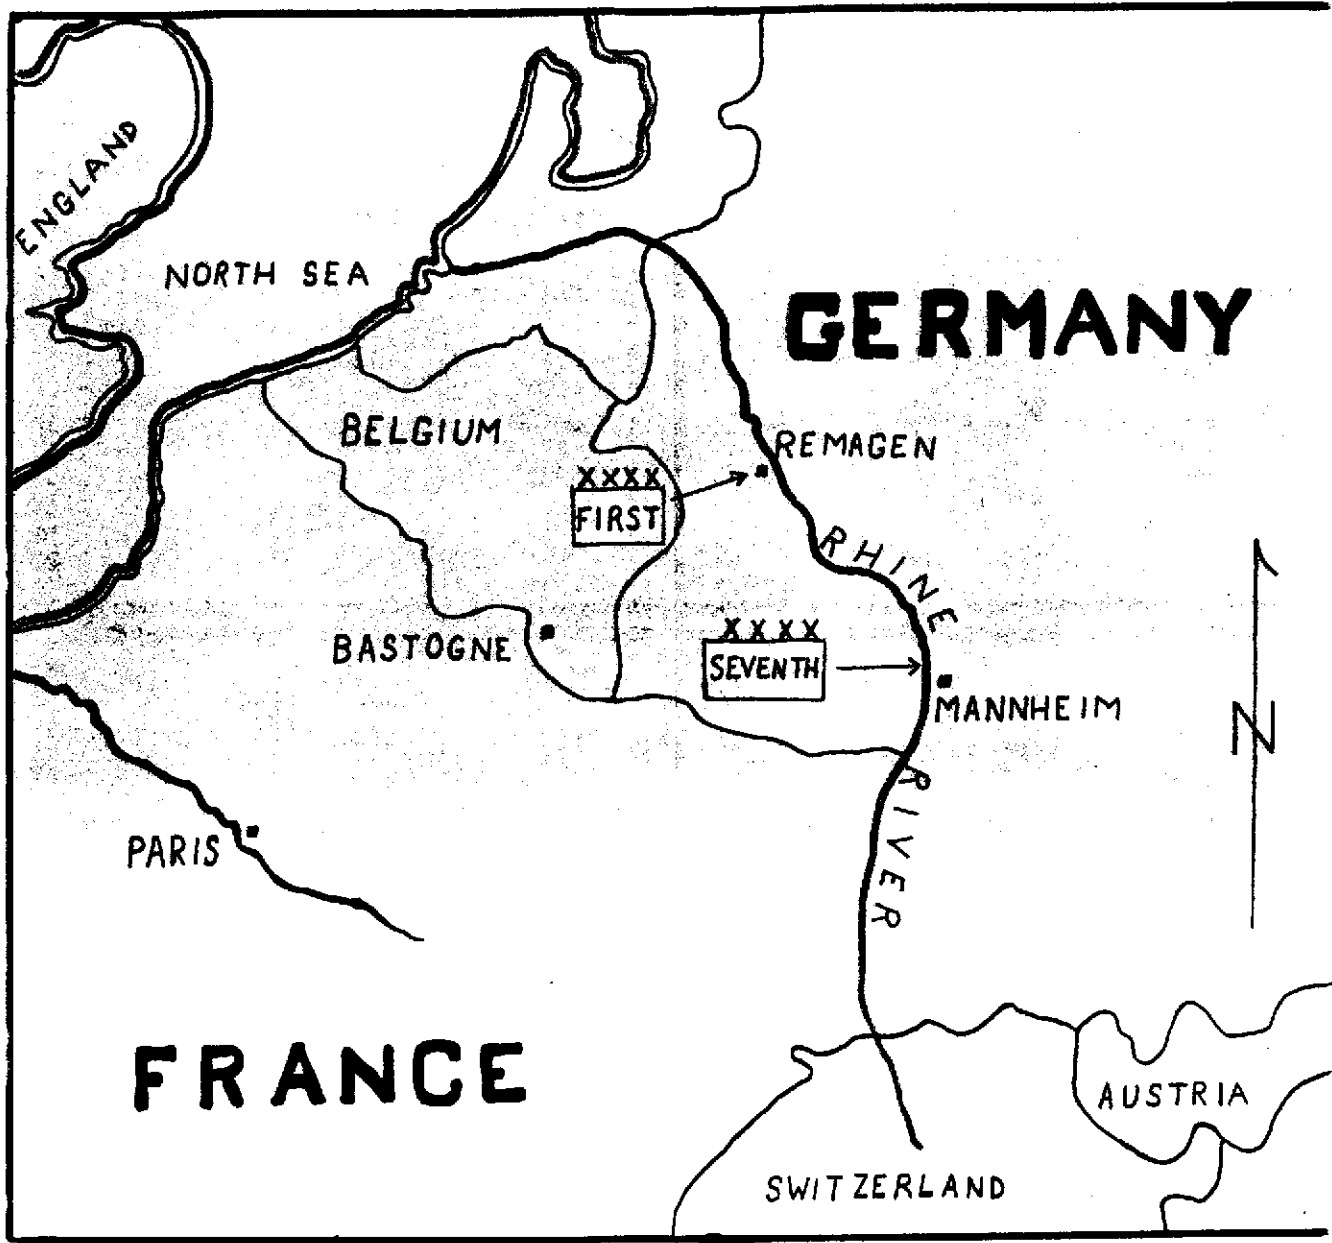 ENGLAND
NORTH SEA
GERMANY
BELGIUM
REMAGEN
XXXX
FIRST
RHINE
XXXX
SEVENTH
BASTOGNE
MANNHEIM
N
RIVER
PARIS
FRANCE
AUSTRIA
SWITZERLAND